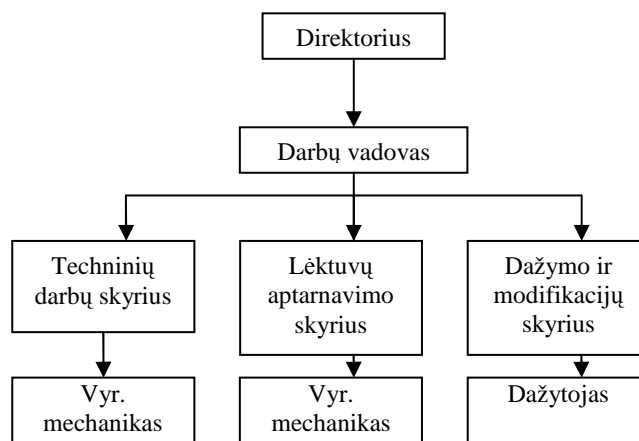 Direktorius
Darbų vadovas
Techninių
darbų skyrius
Lėktuvų
aptarnavimo
skyrius
Dažymo ir
modifikacijų
skyrius
Vyr.
mechanikas
Vyr.
mechanikas
Dažytojas